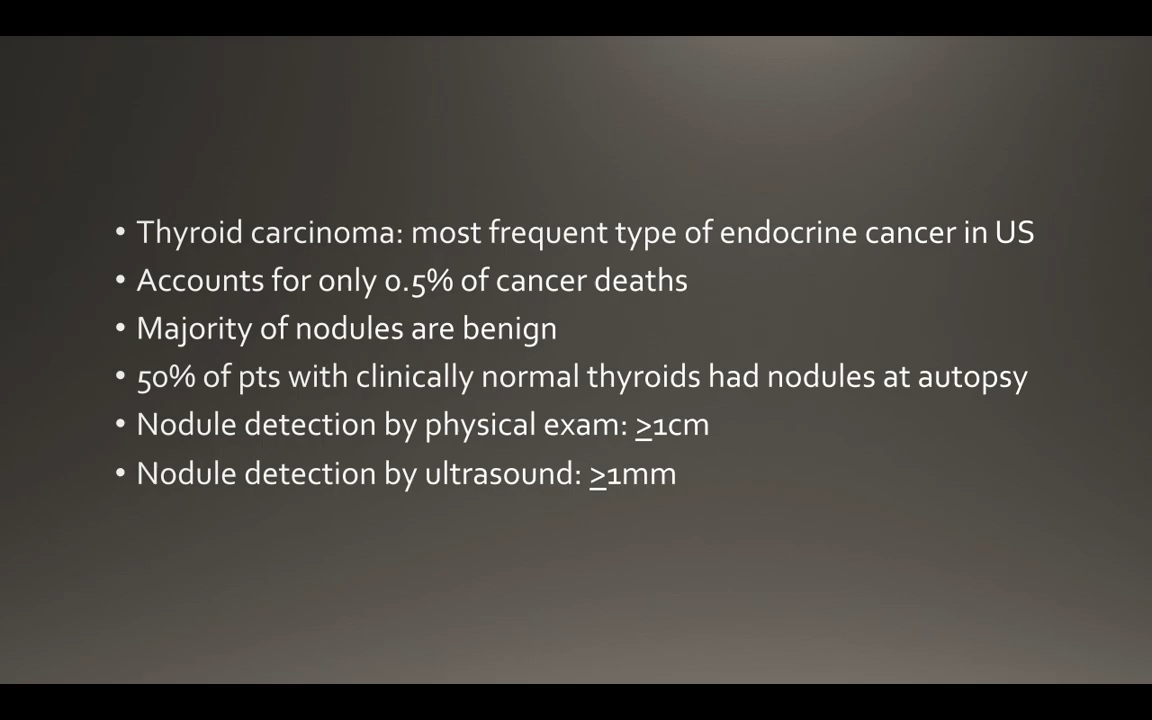 • Thyroid carcinoma: most frequent type of endocrine cancer in US
• Accounts for only 0.5% of cancer deaths
• Majority of nodules are benign
• 50% of pts with clinically normal thyroids had nodules at autopsy
• Nodule detection by physical exam: >1cm
• Nodule detection by ultrasound: >1mm